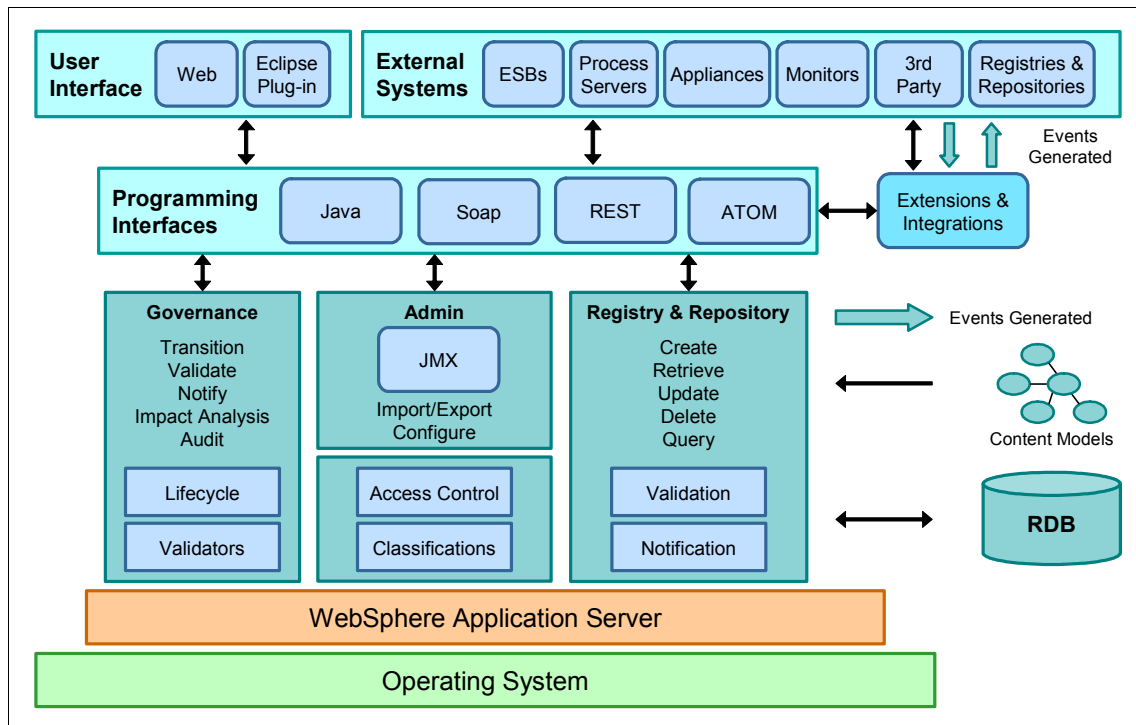 User
Interface
Web
Eclipse
Plug-in
External
Systems
ESBs
Process
Servers
Appliances
Monitors
3rd
Party
Registries &
Repositories
Events
Generated
Programming
Interfaces
Java
Soap
REST
ATOM
Extensions &
Integrations
Governance
Transition
Validate
Notify
Impact Analysis
Audit
Lifecycle
Validators
Admin
JMX
Import/Export
Configure
Access Control
Classifications
Registry & Repository
Create
Retrieve
Update
Delete
Query
Validation
Notification
Events Generated
Content Models
RDB
WebSphere Application Server
Operating System